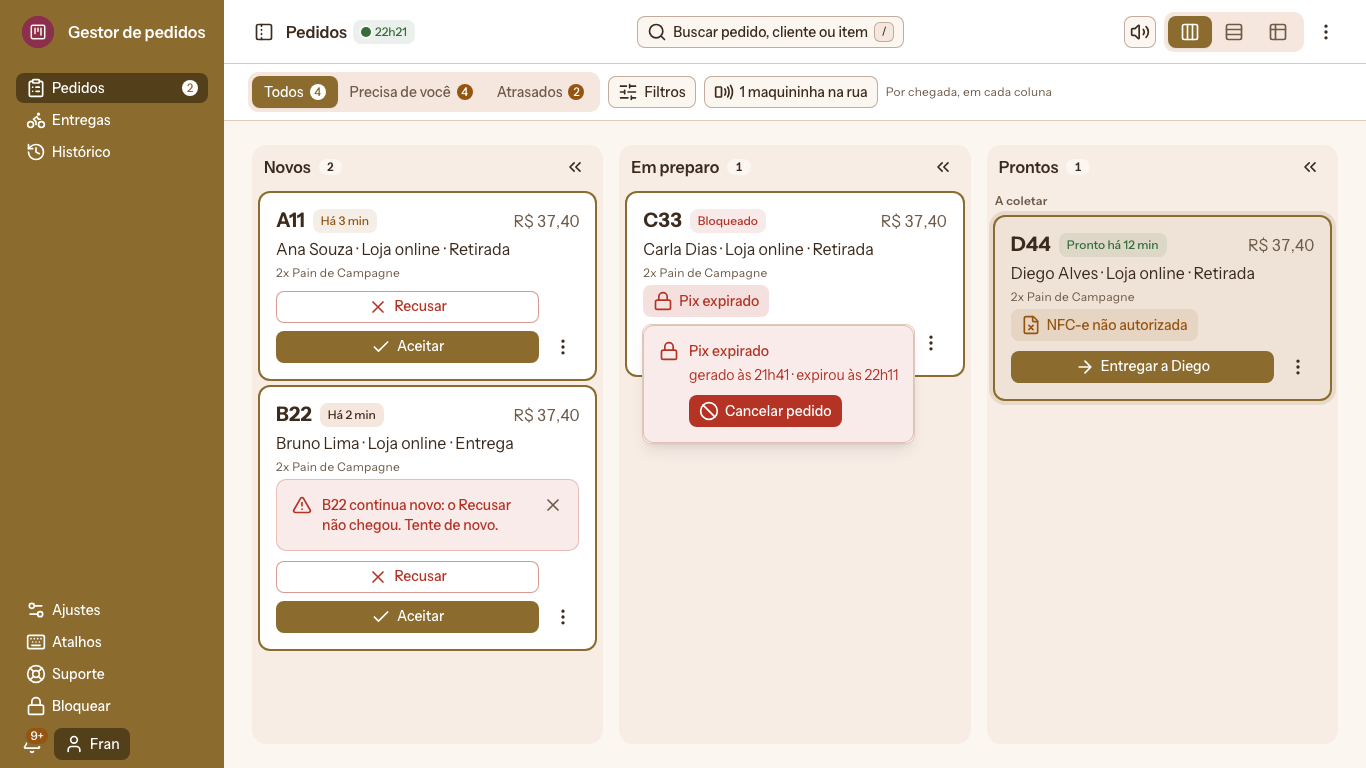 Gestor de pedidos
Pedidos 2
Entregas
Histórico
Ajustes
Atalhos
Suporte
Bloquear
9+
Fran
Pedidos 22h21
Buscar pedido, cliente ou item /
Todos 4 Precisa de você 4 Atrasados 2 Filtros 1 maquininha na rua Por chegada, em cada coluna
Novos 2
A11 Há 3 min R$ 37,40
Ana Souza · Loja online · Retirada
2x Pain de Campagne
Recusar
Aceitar
B22 Há 2 min R$ 37,40
Bruno Lima · Loja online · Entrega
2x Pain de Campagne
B22 continua novo: o Recusar
não chegou. Tente de novo.
Recusar
Aceitar
Em preparo 1
C33 Bloqueado R$ 37,40
Carla Dias · Loja online · Retirada
2x Pain de Campagne
Pix expirado
Pix expirado
gerado às 21h41 · expirou às 22h11
Cancelar pedido
Prontos 1
A coletar
D44 Pronto há 12 min R$ 37,40
Diego Alves · Loja online · Retirada
2x Pain de Campagne
NFC-e não autorizada
Entregar a Diego